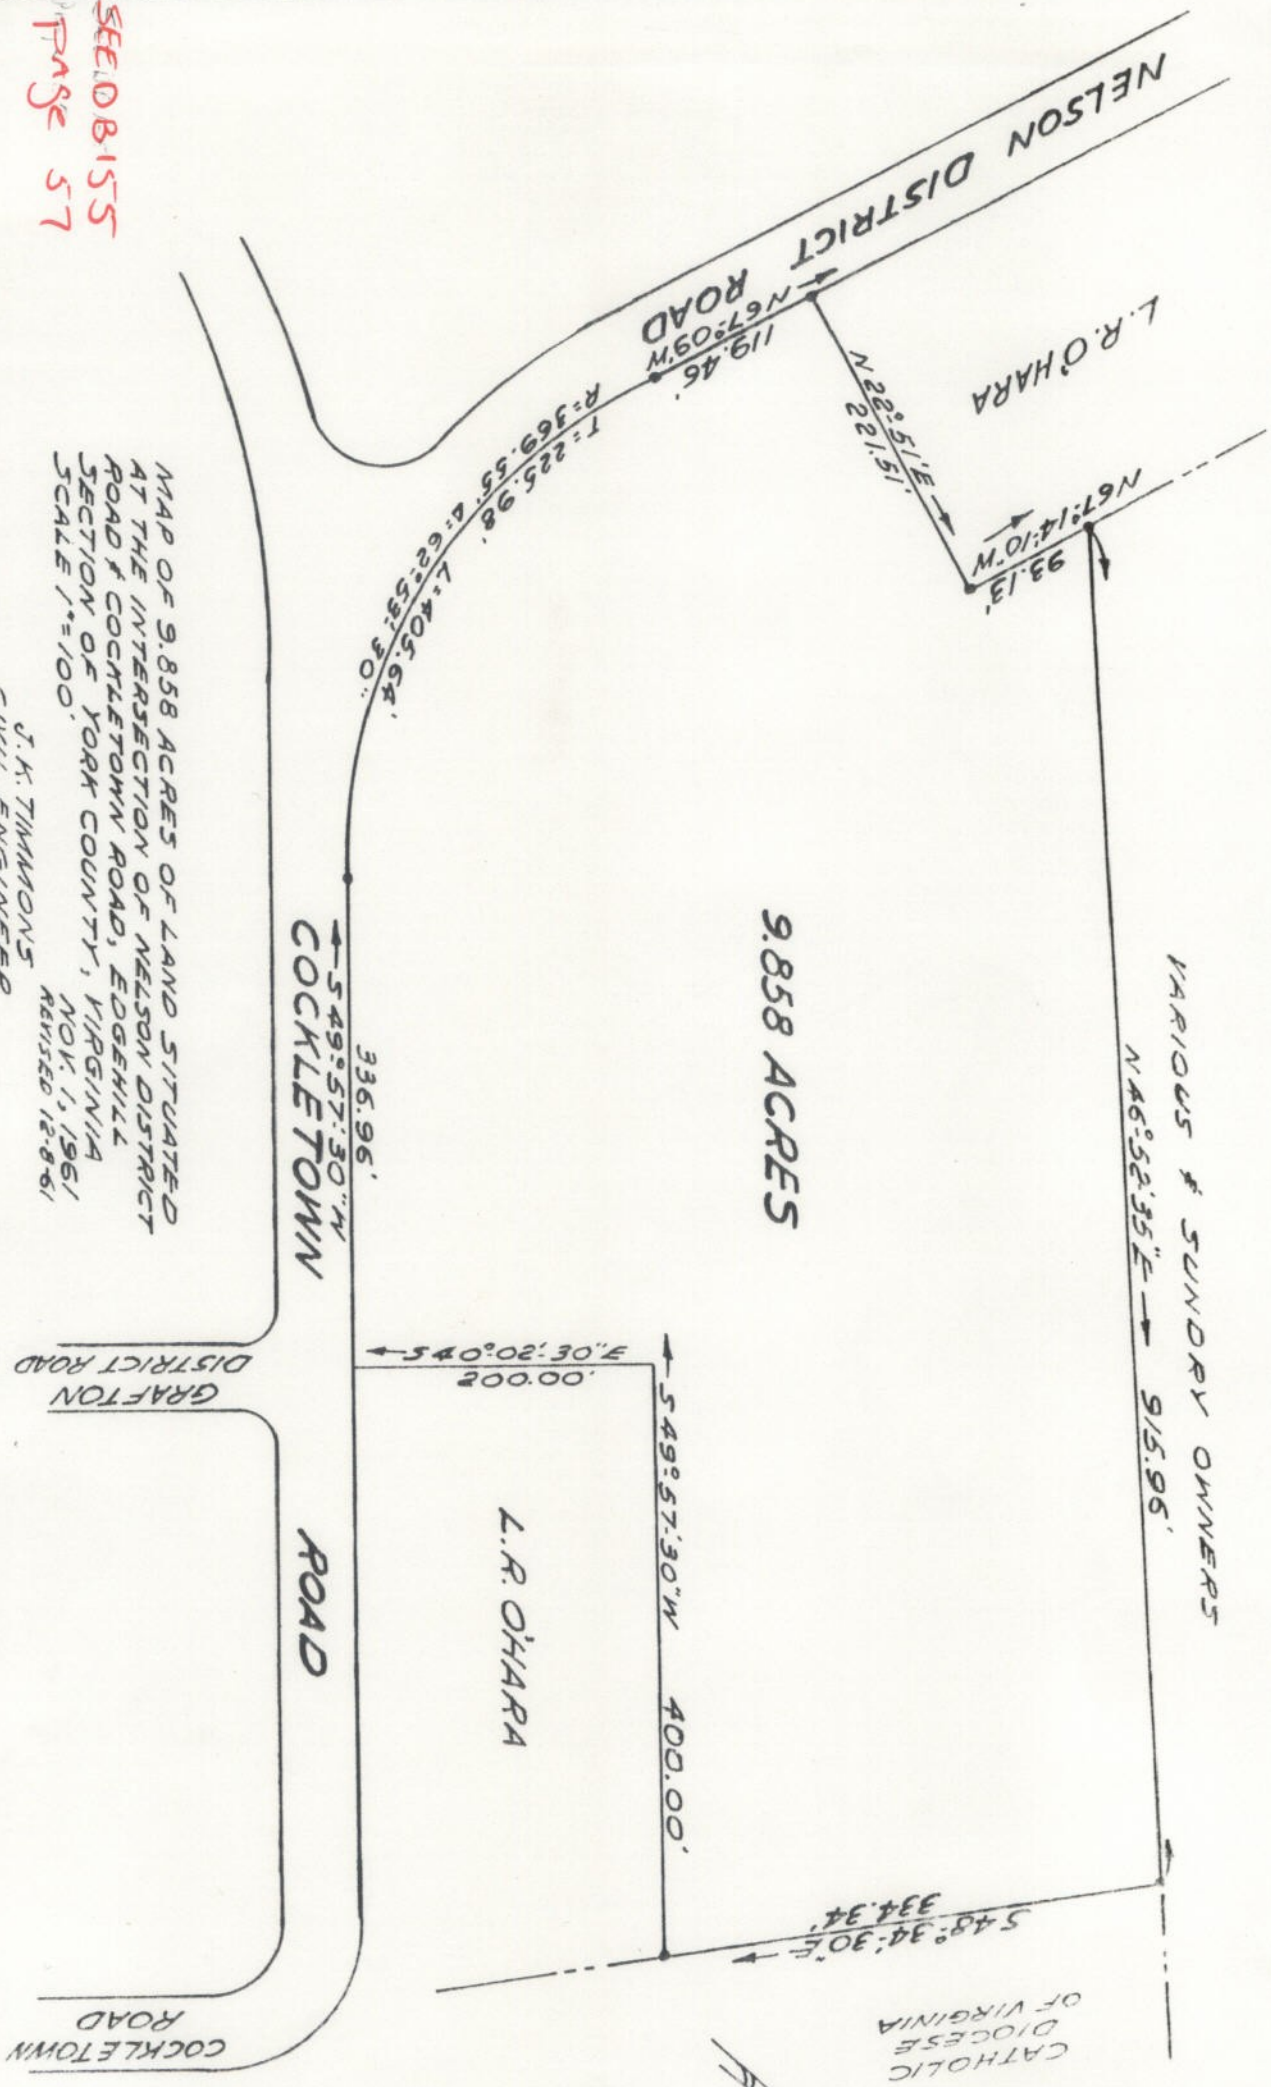 SEE DB 155
page 57
NELSON DISTRICT
ROAD
L.R. O'HARA
N67°09'W
119.46'
N 22°51'E
221.51'
N67°14'10"W
93.13'
R=369.55' Δ=62°53'30"
T=225.98' L=405.64'
VARIOUS & SUNDRY OWNERS
N 46°52'35"E 915.96'
9.858 ACRES
336.96'
S49°57'30"W
COCKLETOWN ROAD
S40°02'30"E
200.00'
S49°57'30"W 400.00'
L.R. O'HARA
S48°34'30"E
334.34'
CATHOLIC
DIOCESE
OF VIRGINIA
GRAFTON
DISTRICT ROAD
COCKLETOWN
ROAD
MAP OF 9.858 ACRES OF LAND SITUATED
AT THE INTERSECTION OF NELSON DISTRICT
ROAD & COCKLETOWN ROAD, EDGEHILL
SECTION OF YORK COUNTY, VIRGINIA
SCALE 1"=100' NOV. 1, 1961
REVISED 12-8-61
J.K. TIMMONS
CIVIL ENGINEER